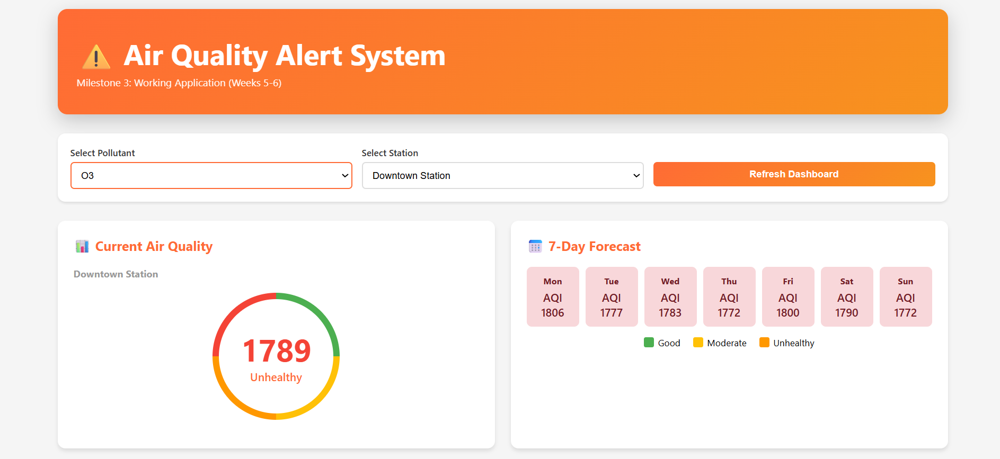 Air Quality Alert System
Milestone 3: Working Application (Weeks 5-6)
Select Pollutant
O3
Select Station
Downtown Station
Refresh Dashboard
Current Air Quality
Downtown Station
1789
Unhealthy
7-Day Forecast
Mon
AQI
1806
Tue
AQI
1777
Wed
AQI
1783
Thu
AQI
1772
Fri
AQI
1800
Sat
AQI
1790
Sun
AQI
1772
Good
Moderate
Unhealthy